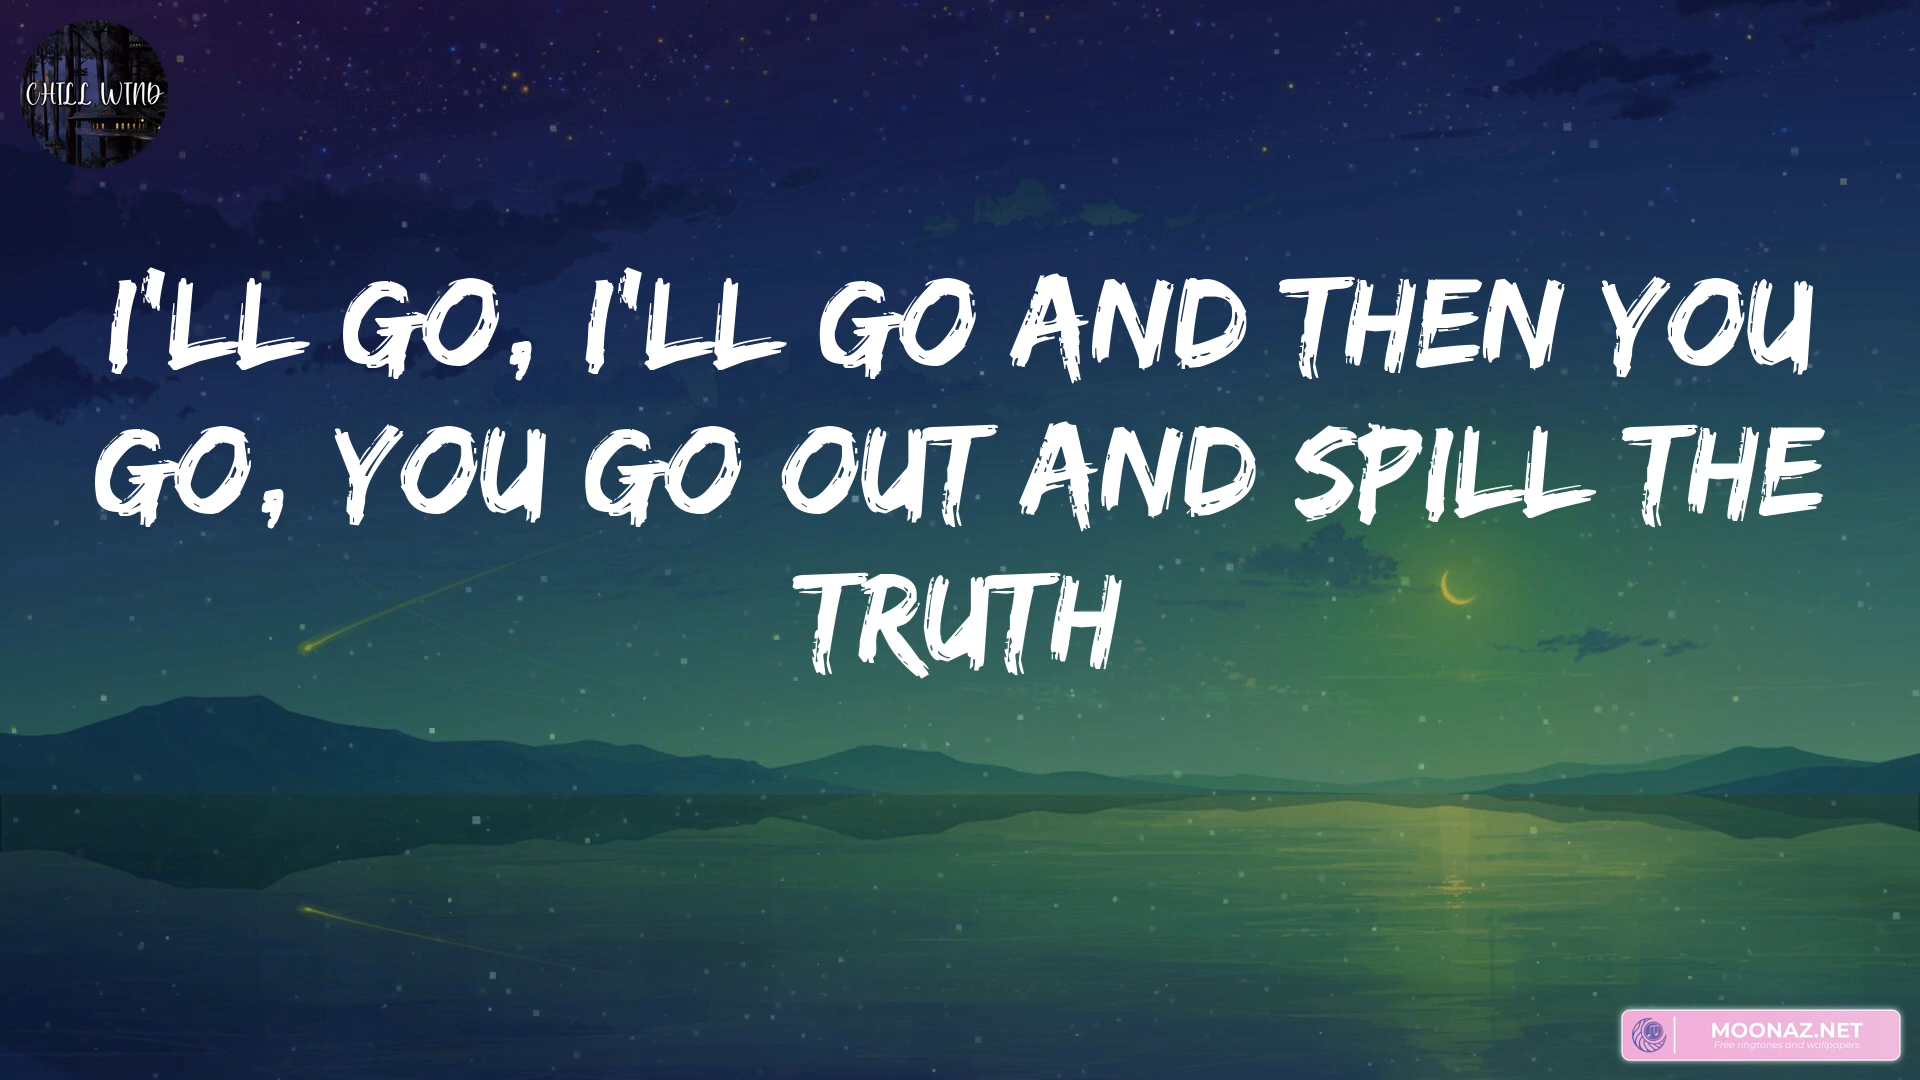 CHILL WIND
I'LL GO, I'LL GO AND THEN YOU
GO, YOU GO OUT AND SPILL THE
TRUTH
MOONAZ.NET
Free ringtones and wallpapers